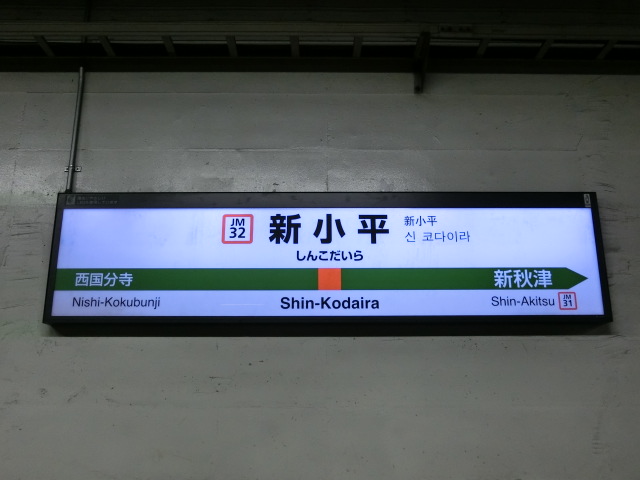 JM
32
新小平
新小平
신 코다이라
しんこだいら
西国分寺
新秋津
Nishi-Kokubunji
Shin-Kodaira
Shin-Akitsu
JM
31